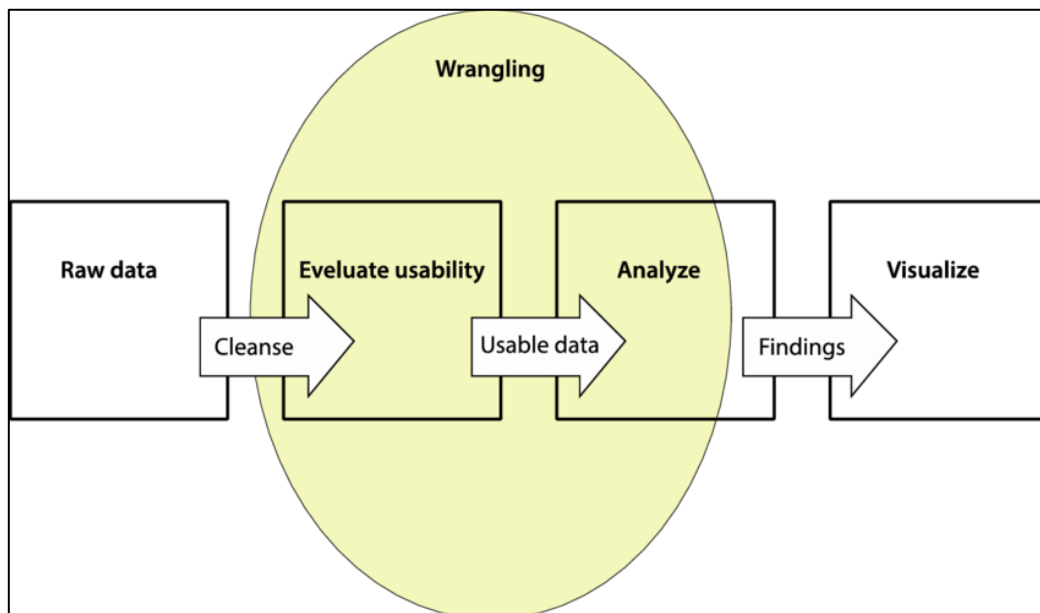 Wrangling
Raw data
Eveluate usability
Analyze
Visualize
Cleanse
Usable data
Findings